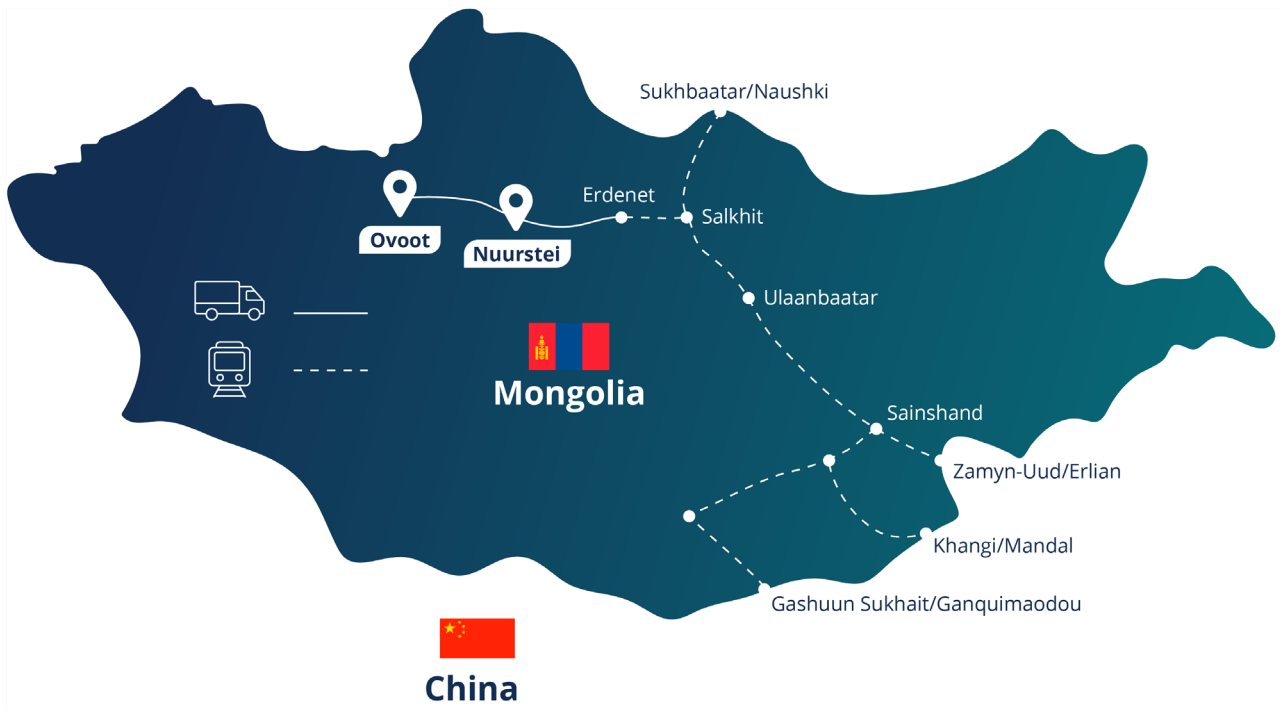 Sukhbaatar/Naushki
Erdenet
Salkhit
Ovoot
Nuurstei
Ulaanbaatar
Mongolia
Sainshand
Zamyn-Uud/Erlian
Khangi/Mandal
Gashuun Sukhait/Ganquimaodou
China